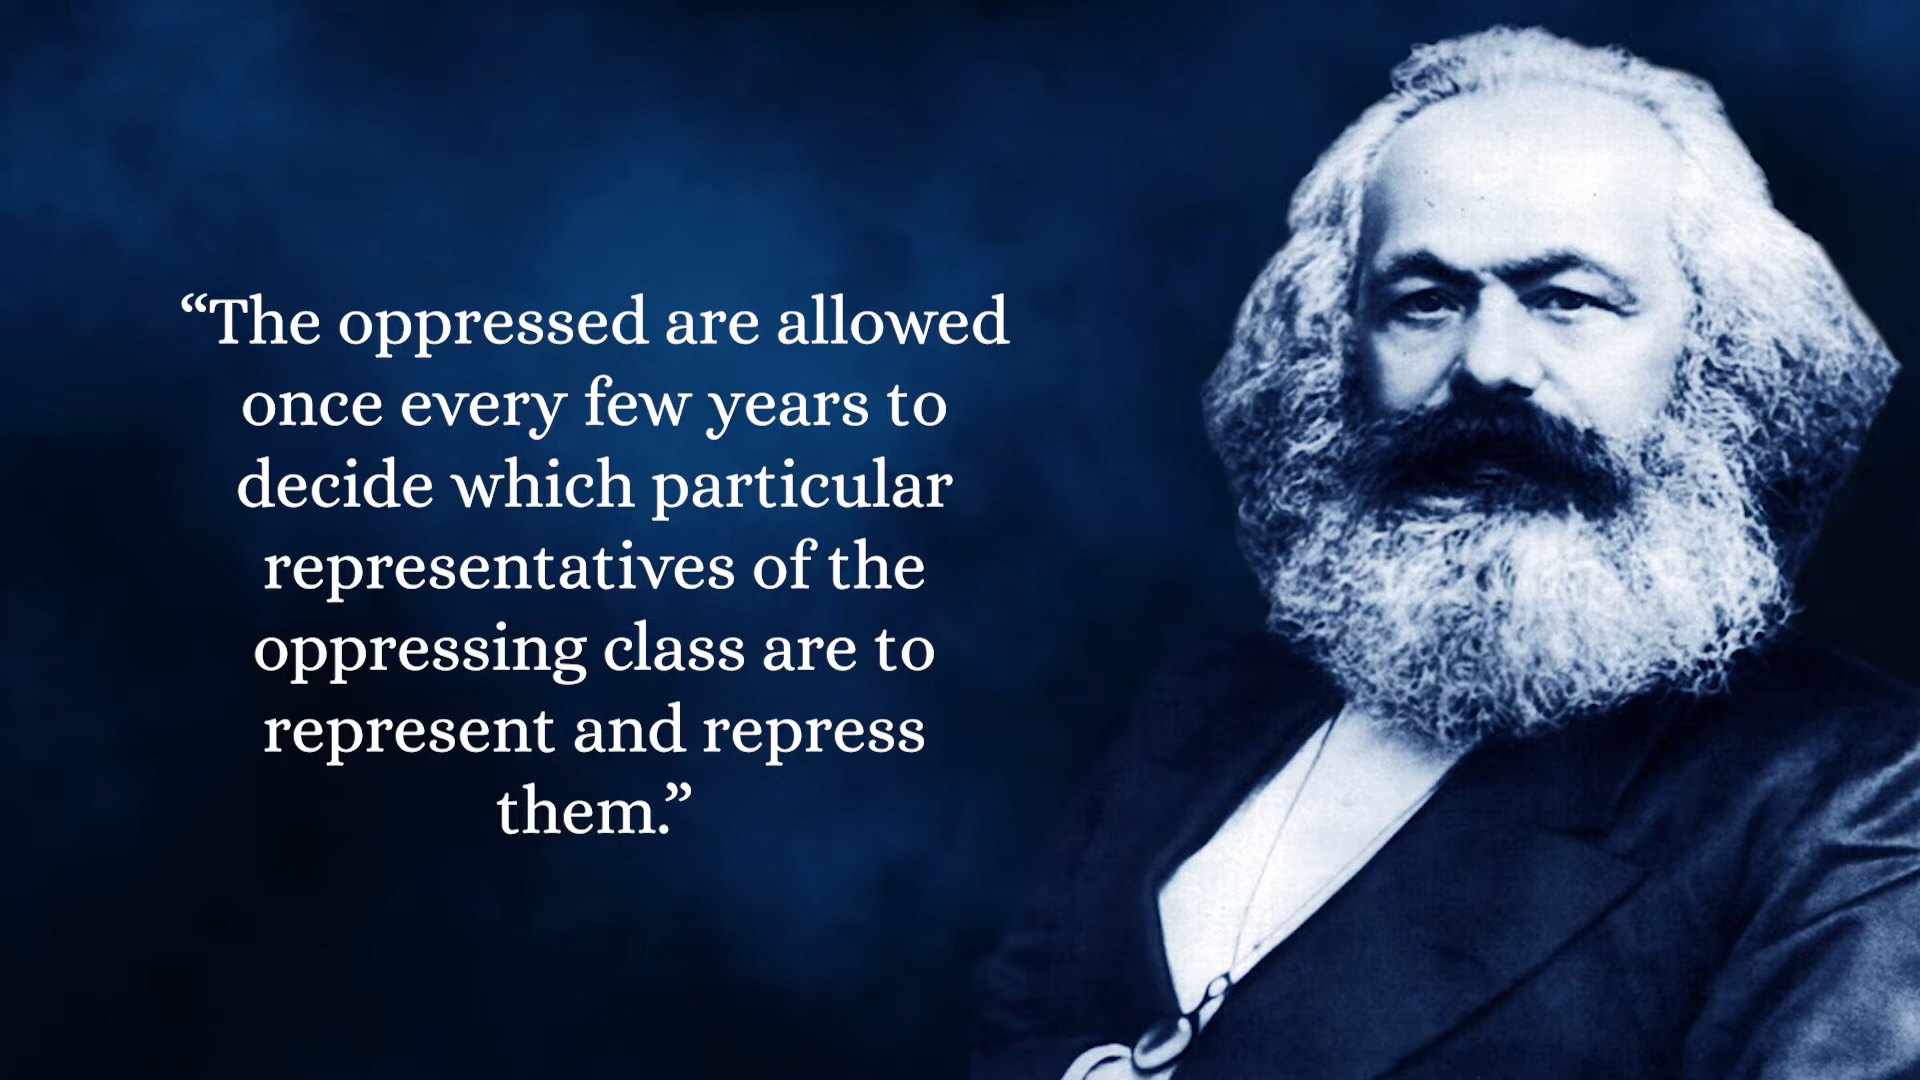 “The oppressed are allowed
once every few years to
decide which particular
representatives of the
oppressing class are to
represent and repress
them.”